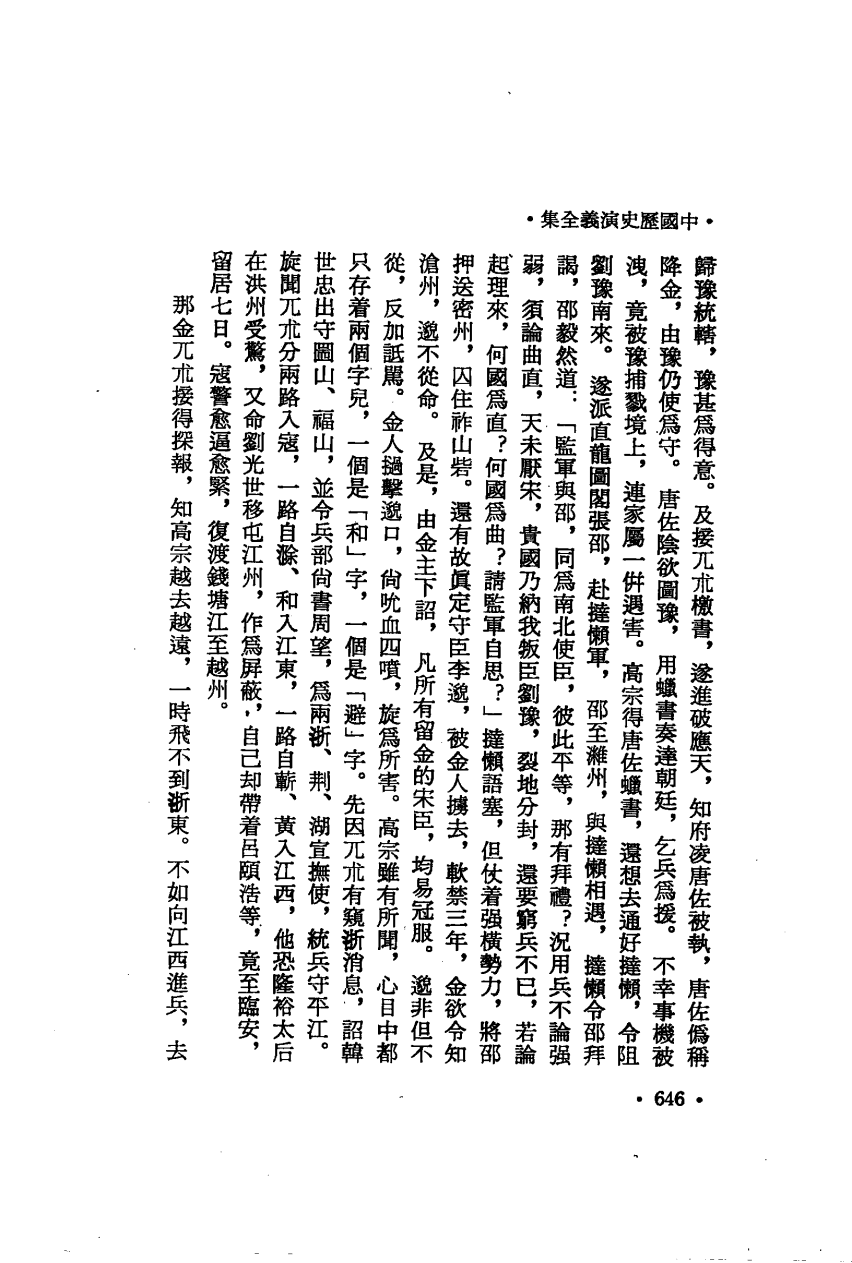 •中國歷史演義全集•
歸豫統轄，豫甚爲得意。及接兀朮檄書，遂進破應天，知府凌唐佐被執，唐佐僞稱
降金，由豫仍使爲守。唐佐陰欲圖豫，用蠟書奏達朝廷，乞兵爲援。不幸事機被
洩，竟被豫捕戮境上，連家屬一併遇害。高宗得唐佐蠟書，還想去通好撻懶，令阻
劉豫南來。遂派直龍圖閣張邵，赴撻懶軍，邵至濰州，與撻懶相遇，撻懶令邵拜
謁，邵毅然道：「監軍與邵，同爲南北使臣，彼此平等，那有拜禮？況用兵不論强
弱，須論曲直，天未厭宋，貴國乃納我叛臣劉豫，裂地分封，還要窮兵不已，若論
起理來，何國爲直？何國爲曲？請監軍自思？」撻懶語塞，但仗着强橫勢力，將邵
押送密州，囚住祚山砦。還有故眞定守臣李邈，被金人擄去，軟禁三年，金欲令知
滄州，邈不從命。及是，由金主下詔，凡所有留金的宋臣，均易冠服。邈非但不
從，反加詆駡。金人撾擊邈口，尙吮血四噴，旋爲所害。高宗雖有所聞，心目中都
只存着兩個字兒，一個是「和」字，一個是「避」字。先因兀朮有窺浙消息，詔韓
世忠出守圌山、福山，並令兵部尙書周望，爲兩浙、荆、湖宣撫使，統兵守平江。
旋聞兀朮分兩路入寇，一路自滁、和入江東，一路自蘄、黃入江西，他恐隆裕太后
在洪州受驚，又命劉光世移屯江州，作爲屏蔽，自己却帶着呂頤浩等，竟至臨安，
留居七日。寇警愈逼愈緊，復渡錢塘江至越州。
那金兀朮接得探報，知高宗越去越遠，一時飛不到浙東。不如向江西進兵，去
•646•